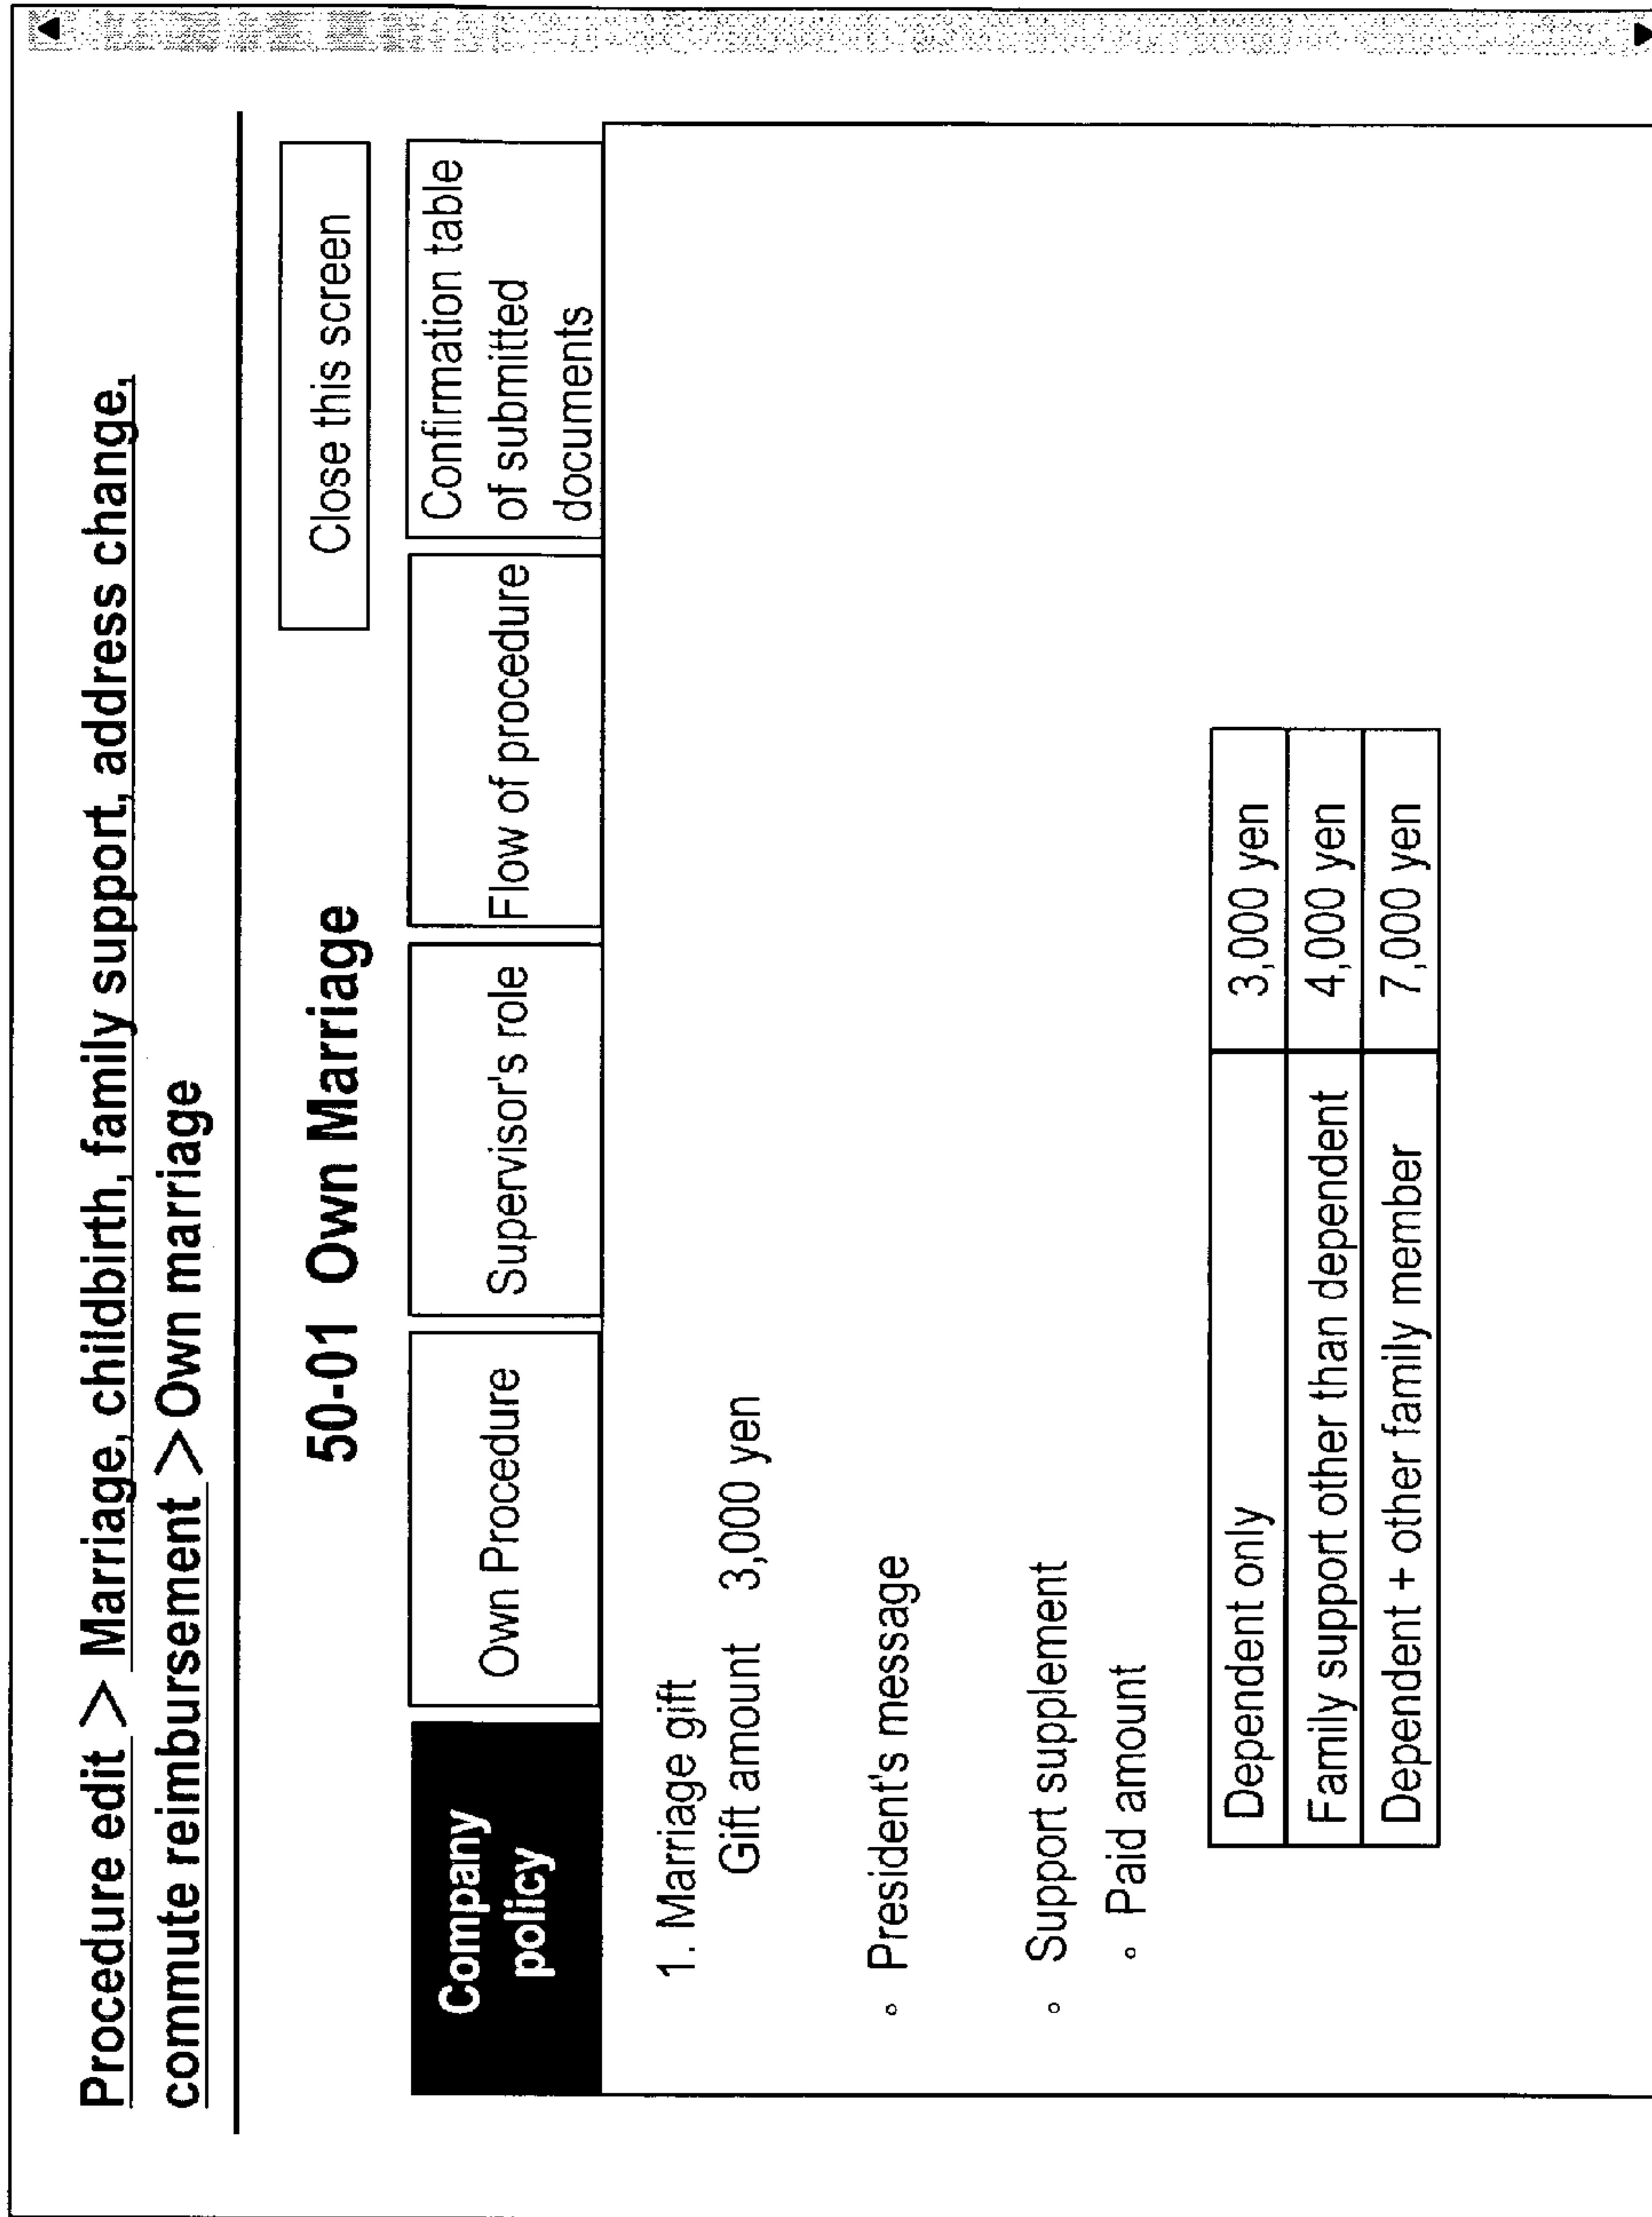 Procedure edit > Marriage, childbirth, family support, address change,
commute reimbursement > Own marriage
50-01 Own Marriage
Close this screen
Company
policy
Own Procedure
Supervisor's role
Flow of procedure
Confirmation table
of submitted
documents
1. Marriage gift
Gift amount 3,000 yen
◦ President's message
◦ Support supplement
◦ Paid amount
Dependent only 3,000 yen
Family support other than dependent 4,000 yen
Dependent + other family member 7,000 yen